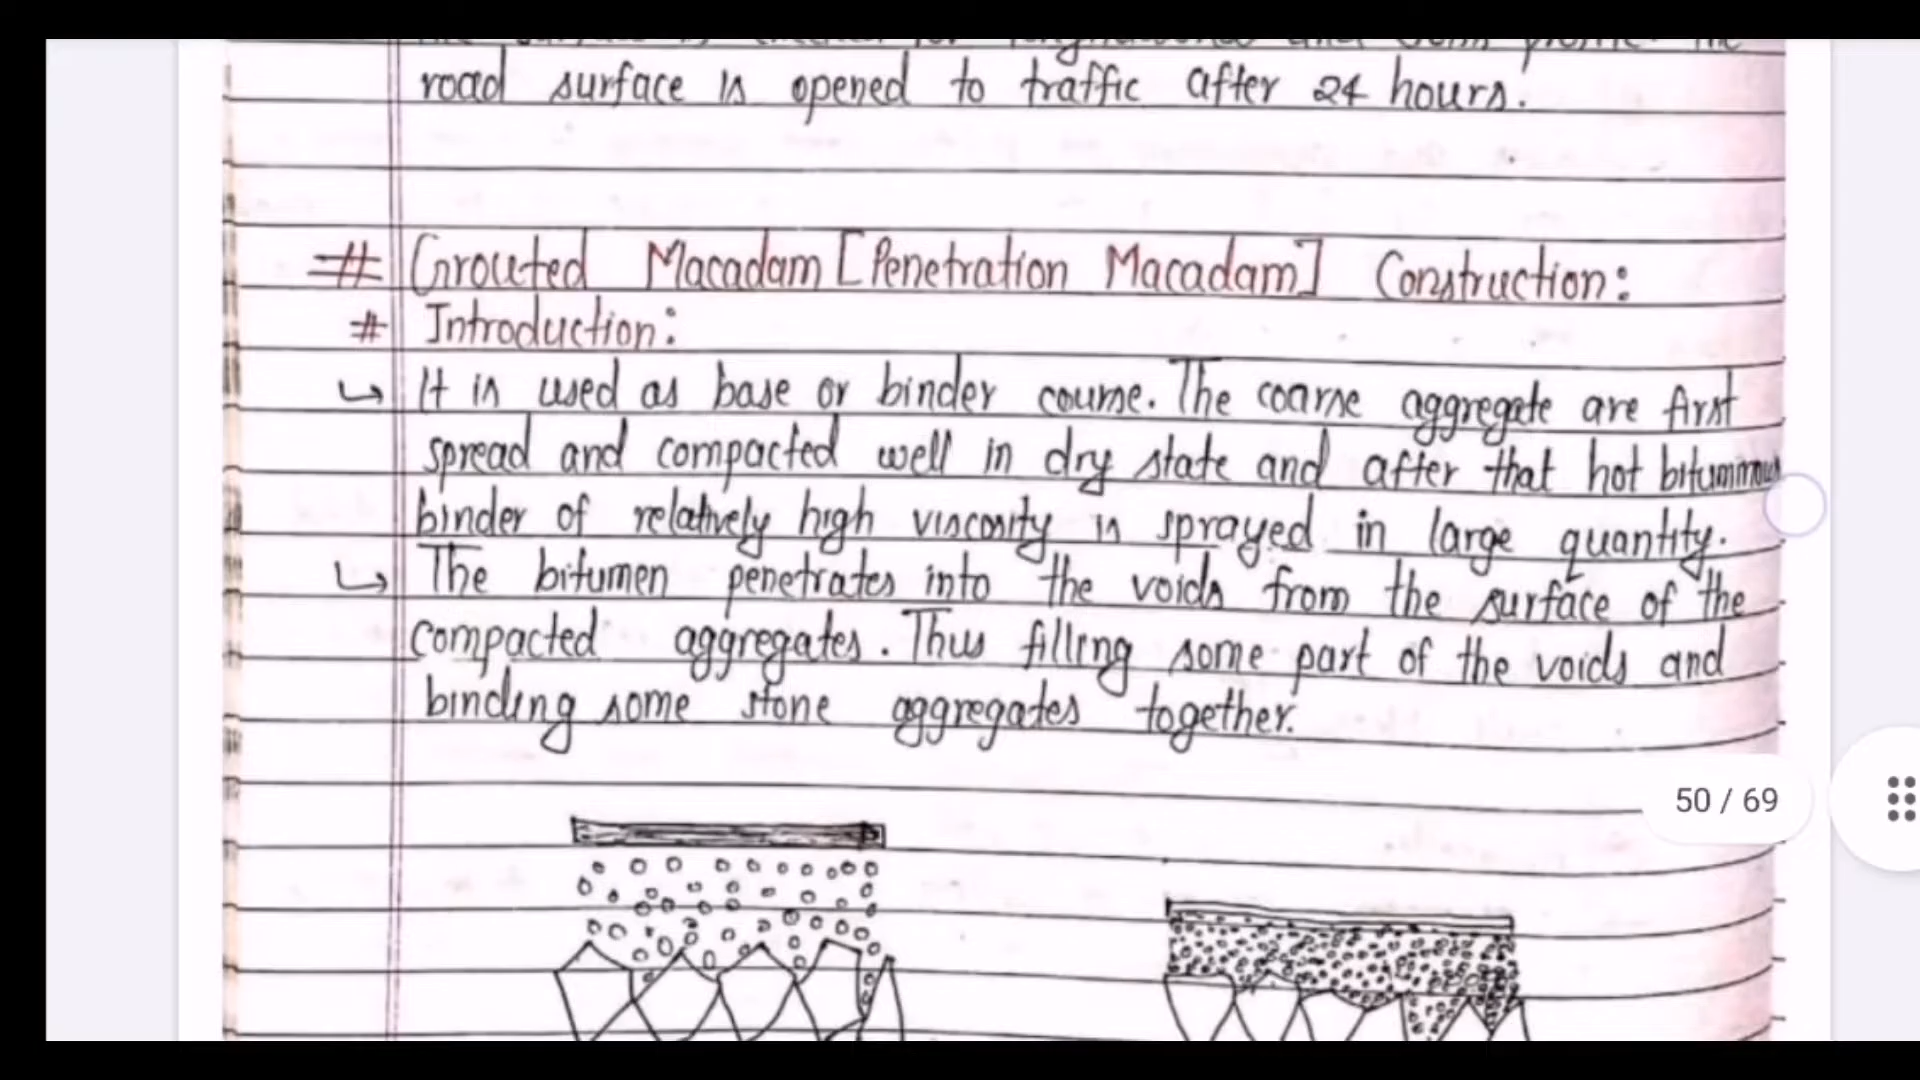 road surface is opened to traffic after 24 hours.
# Grouted Macadam [Penetration Macadam] Construction:
# Introduction:
↳ It is used as base or binder course. The coarse aggregate are first
spread and compacted well in dry state and after that hot bituminous
binder of relatively high viscosity is sprayed in large quantity.
↳ The bitumen penetrates into the voids from the surface of the
compacted aggregates. Thus filling some part of the voids and
binding some stone aggregates together.
50 / 69